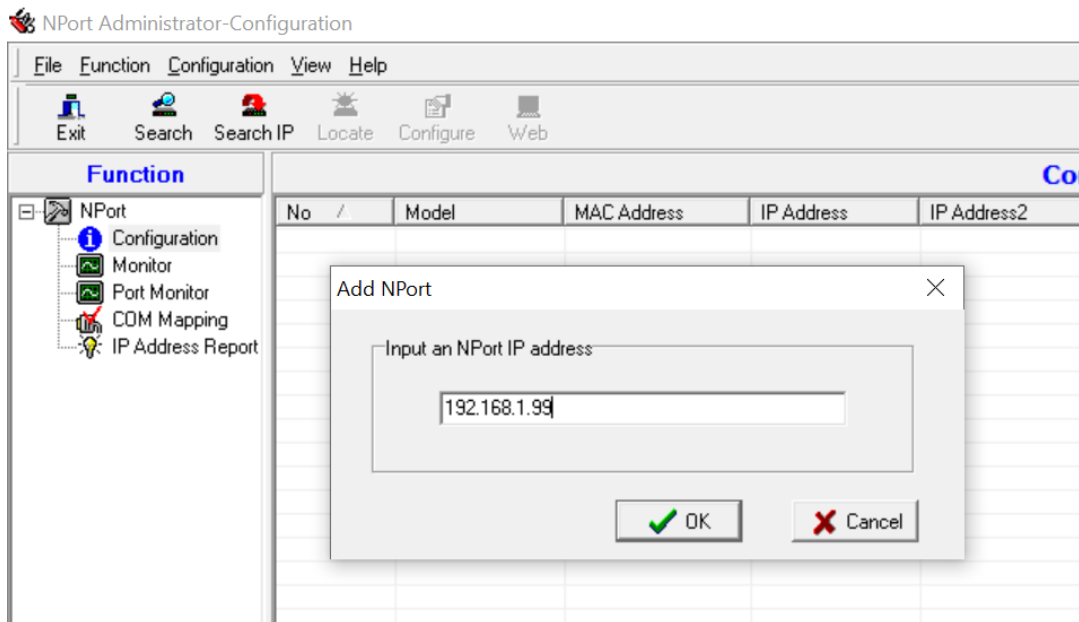 NPort Administrator-Configuration
File Function Configuration View Help
Exit Search Search IP Locate Configure Web
Function
No Model MAC Address IP Address IP Address2
NPort
Configuration
Monitor
Port Monitor
COM Mapping
IP Address Report
Add NPort
Input an NPort IP address
192.168.1.99
OK Cancel